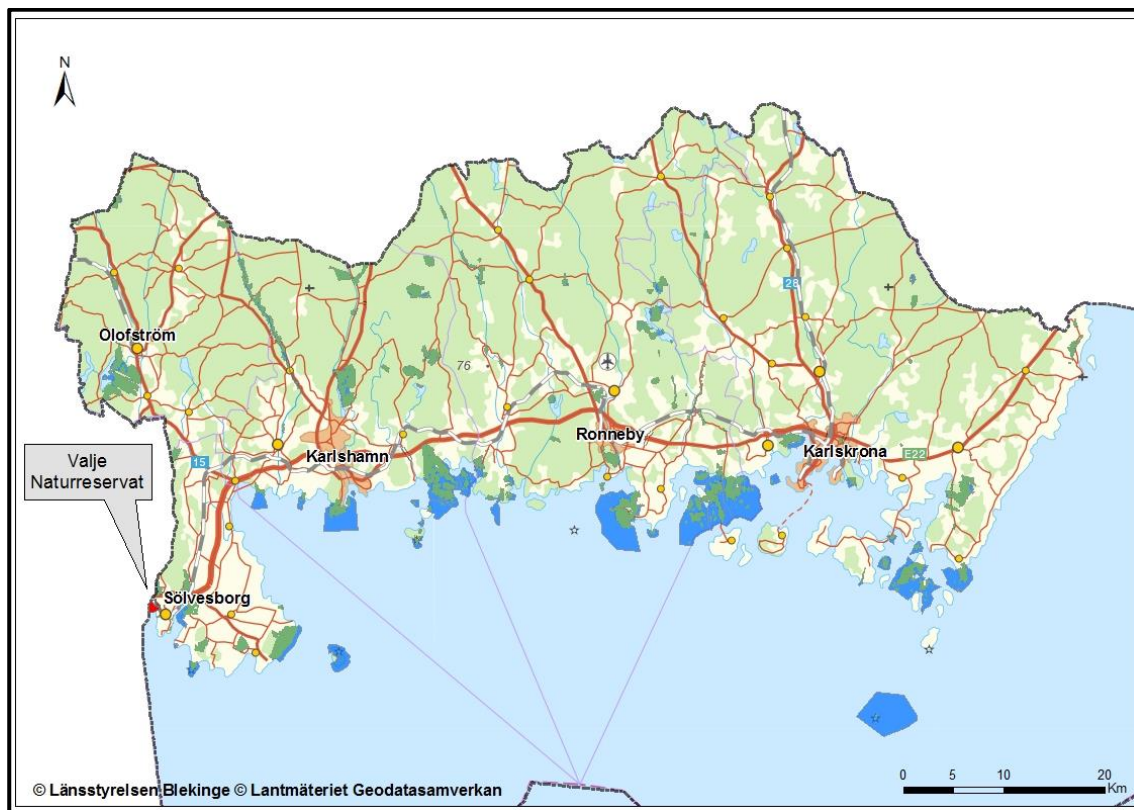 N
Olofström
28
76
Ronneby
Karlshamn
Karlskrona
E22
15
Valje
Naturreservat
Sölvesborg
© Länsstyrelsen Blekinge © Lantmäteriet Geodatasamverkan
0 5 10 20
Km